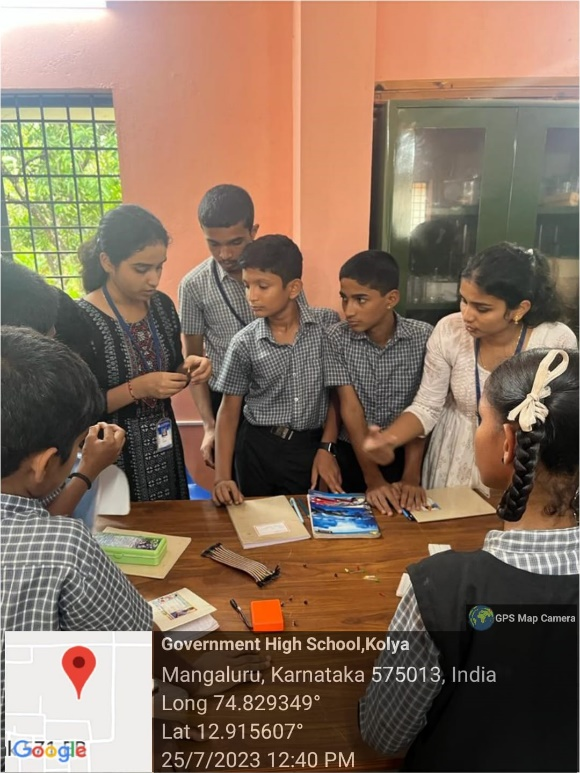 GPS Map Camera
Government High School,Kolya
Mangaluru, Karnataka 575013, India
Long 74.829349°
Lat 12.915607°
25/7/2023 12:40 PM
Google